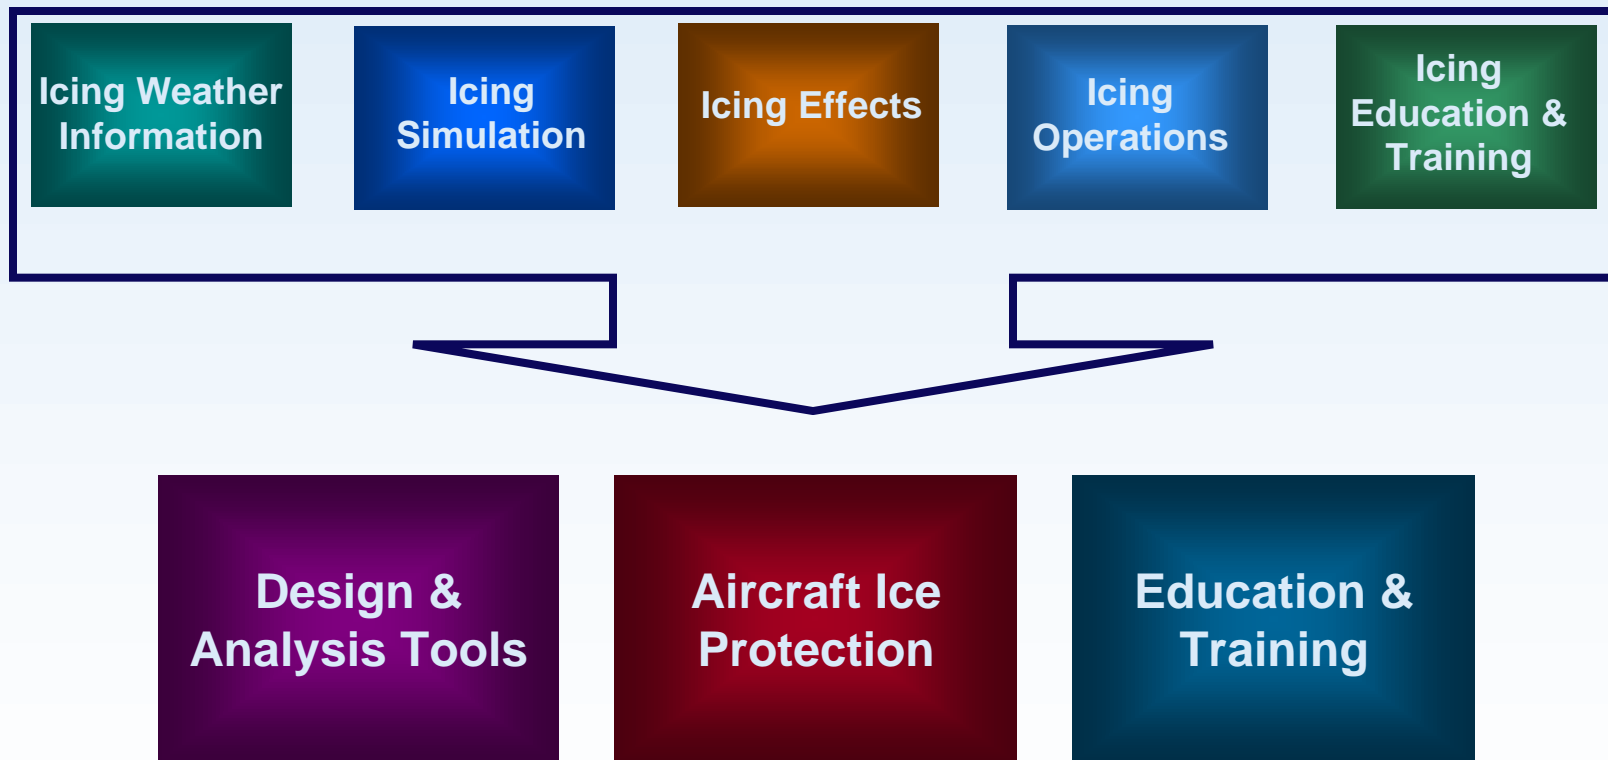 Icing Weather
Information
Icing
Simulation
Icing Effects
Icing
Operations
Icing
Education &
Training
Design &
Analysis Tools
Aircraft Ice
Protection
Education &
Training